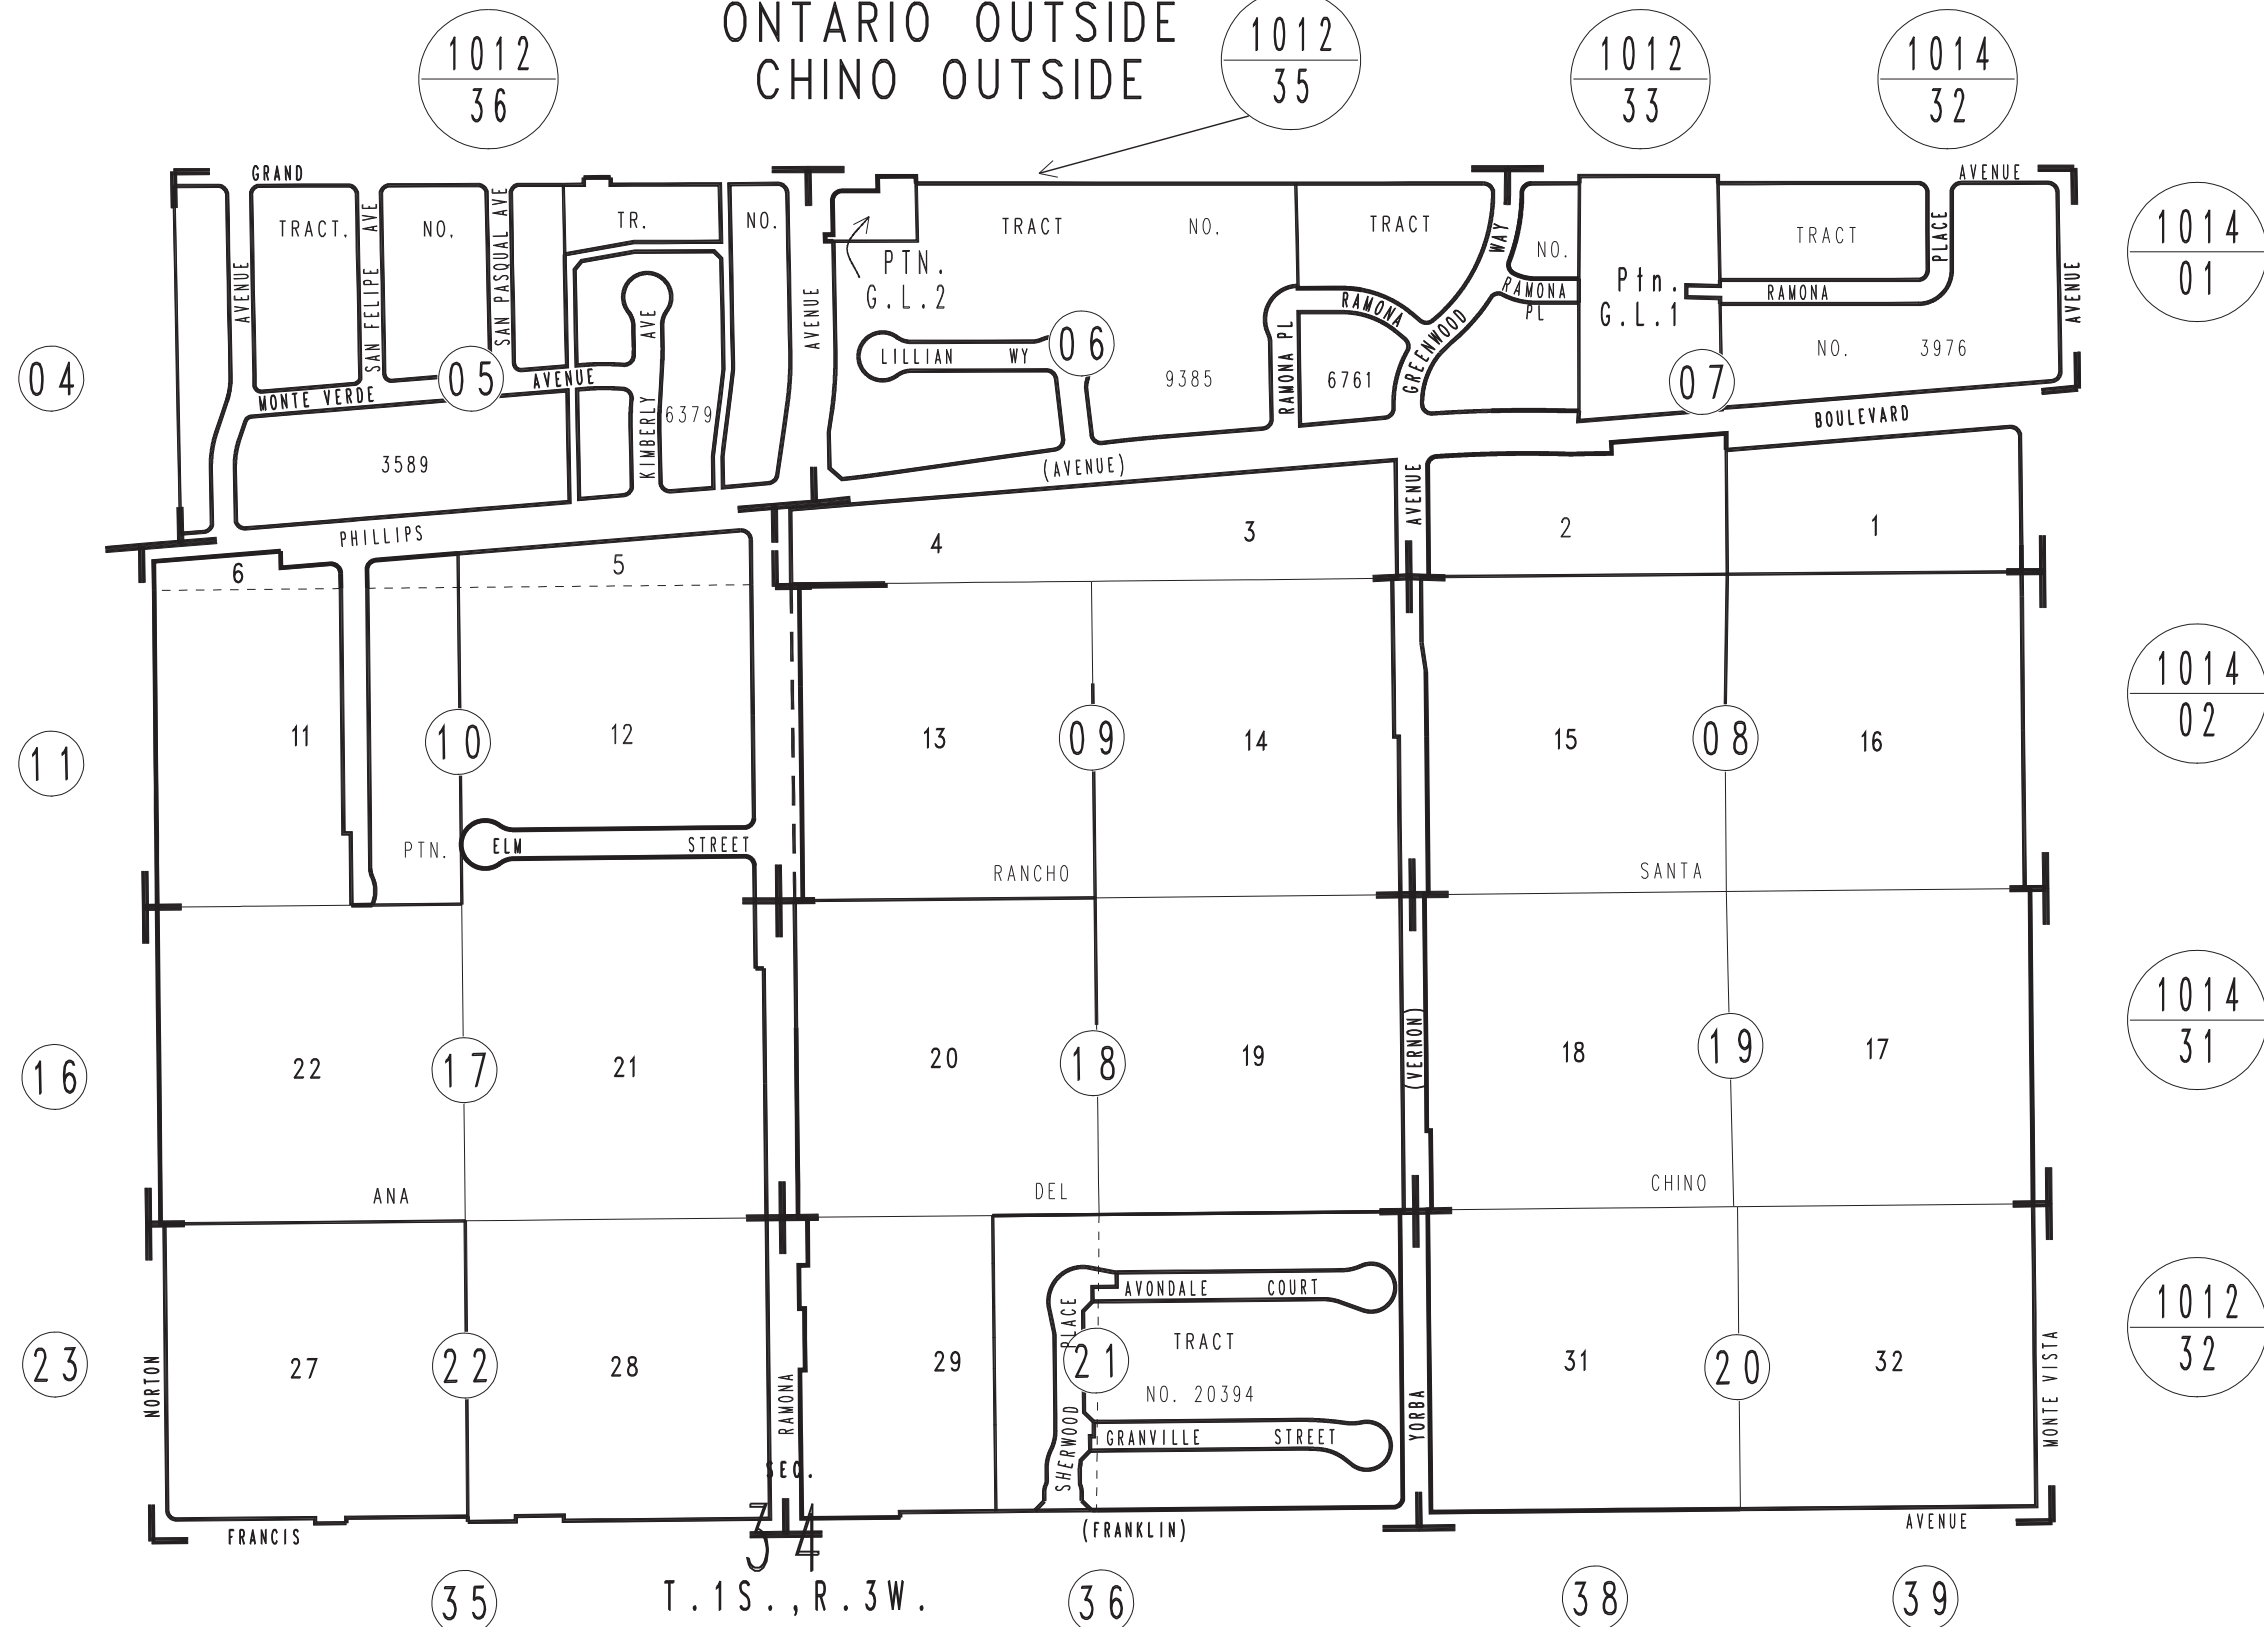 ONTARIO OUTSIDE
CHINO OUTSIDE
1012
36
1012
35
1012
33
1014
32
GRAND
AVENUE
TRACT.
NO.
TR.
NO.
TRACT
NO.
TRACT
NO.
TRACT
AVENUE
SAN FELIPE AVE
SAN PASQUAL AVE
KIMBERLY AVE
AVENUE
WAY
PLACE
AVENUE
1014
01
PTN.
G.L.2
Ptn.
G.L.1
RAMONA
PL
RAMONA
RAMONA
RAMONA PL
GREENWOOD
LILLIAN WY
06
04
05
07
MONTE VERDE
AVENUE
9385
6761
NO. 3976
6379
3589
BOULEVARD
(AVENUE)
PHILLIPS
AVENUE
6
5
4
3
2
1
1014
02
11
11
10
12
13
09
14
15
08
16
PTN.
ELM STREET
RANCHO
SANTA
1014
31
16
22
17
21
20
18
19
(VERNON)
18
19
17
ANA
DEL
CHINO
1012
32
AVONDALE COURT
SHERWOOD PLACE
TRACT
NO. 20394
GRANVILLE STREET
23
NORTON
27
22
28
RAMONA
29
21
YORBA
31
20
32
MONTE VISTA
SEC.
34
FRANCIS
(FRANKLIN)
AVENUE
T.1S.,R.3W.
35
36
38
39